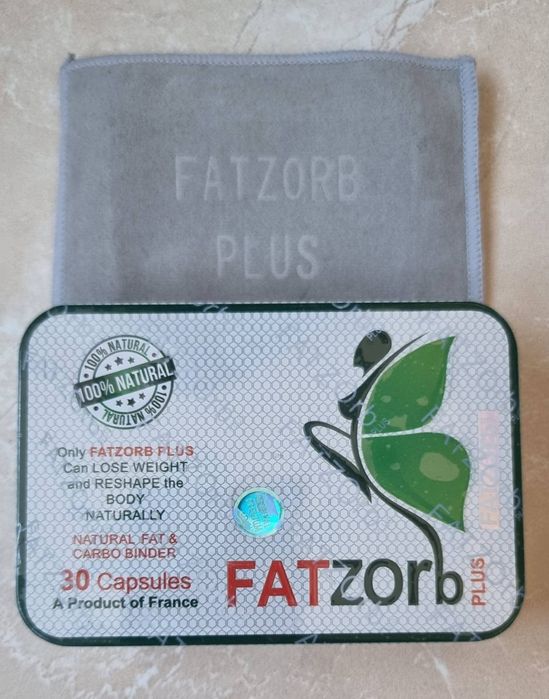 FATZORB
PLUS
100% NATURAL
100% NATURAL
100% NATURAL
Only FATZORB PLUS
Can LOSE WEIGHT
and RESHAPE the
BODY
NATURALLY
NATURAL FAT &
CARBO BINDER
30 Capsules
A Product of France
FATzorb
PLUS